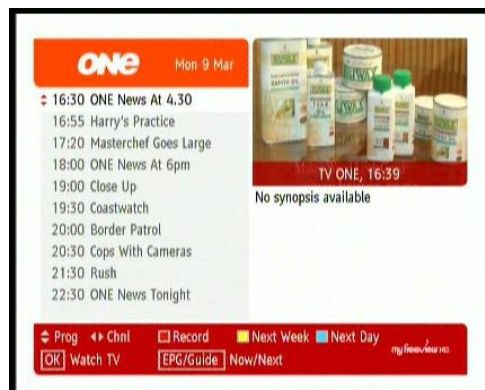 ONE Mon 9 Mar
16:30 ONE News At 4.30
16:55 Harry's Practice
17:20 Masterchef Goes Large
18:00 ONE News At 6pm
19:00 Close Up
19:30 Coastwatch
20:00 Border Patrol
20:30 Cops With Cameras
21:30 Rush
22:30 ONE News Tonight
TV ONE, 16:39
No synopsis available
Prog Chnl Record Next Week Next Day
OK Watch TV EPG/Guide Now/Next
my freeview HD